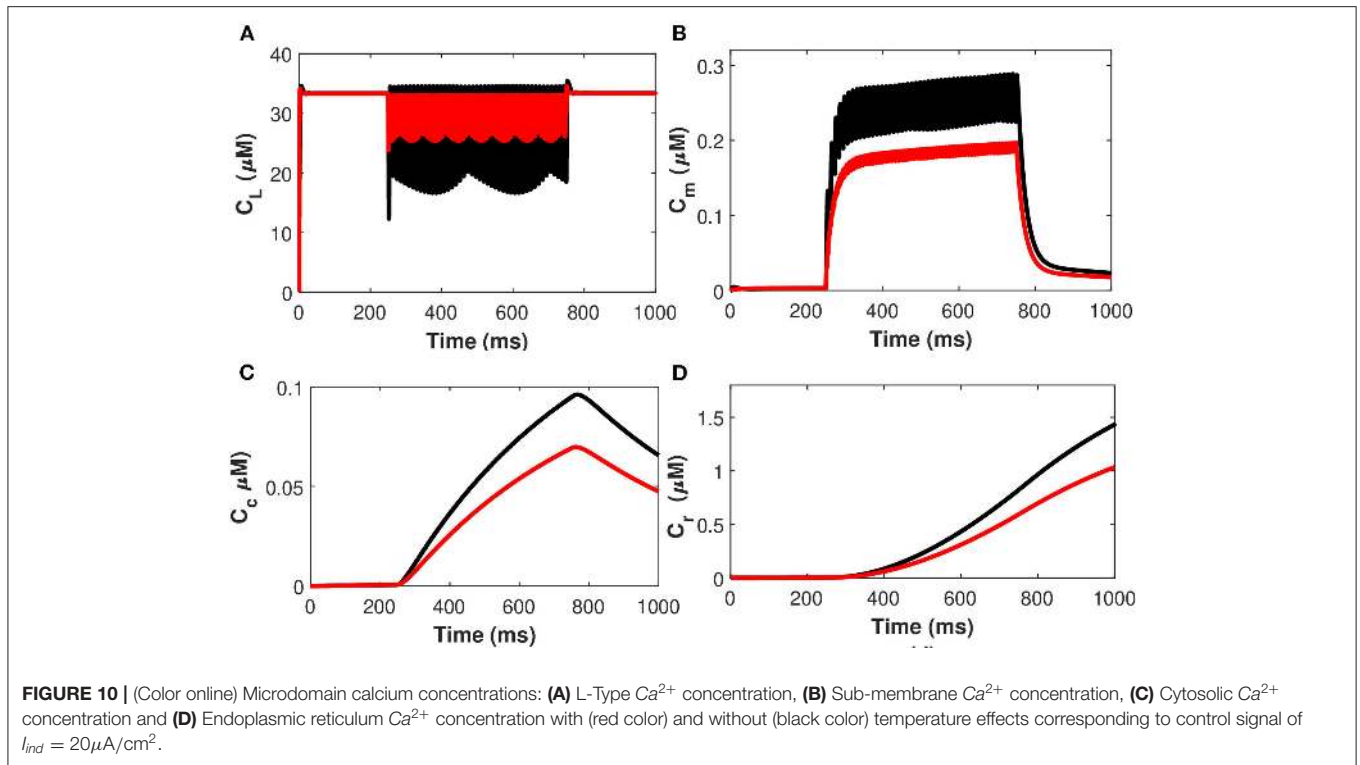 A
40
30
20
10
0
C_L (μM)
0 200 400 600 800 1000
Time (ms)
B
0.3
0.2
0.1
0
C_m (μM)
0 200 400 600 800 1000
Time (ms)
C
0.1
0.05
0
C_c μM)
0 200 400 600 800 1000
Time (ms)
D
1.5
1
0.5
0
C_r (μM)
0 200 400 600 800 1000
Time (ms)
FIGURE 10 | (Color online) Microdomain calcium concentrations: (A) L-Type Ca²⁺ concentration, (B) Sub-membrane Ca²⁺ concentration, (C) Cytosolic Ca²⁺
concentration and (D) Endoplasmic reticulum Ca²⁺ concentration with (red color) and without (black color) temperature effects corresponding to control signal of
I_ind = 20μA/cm².